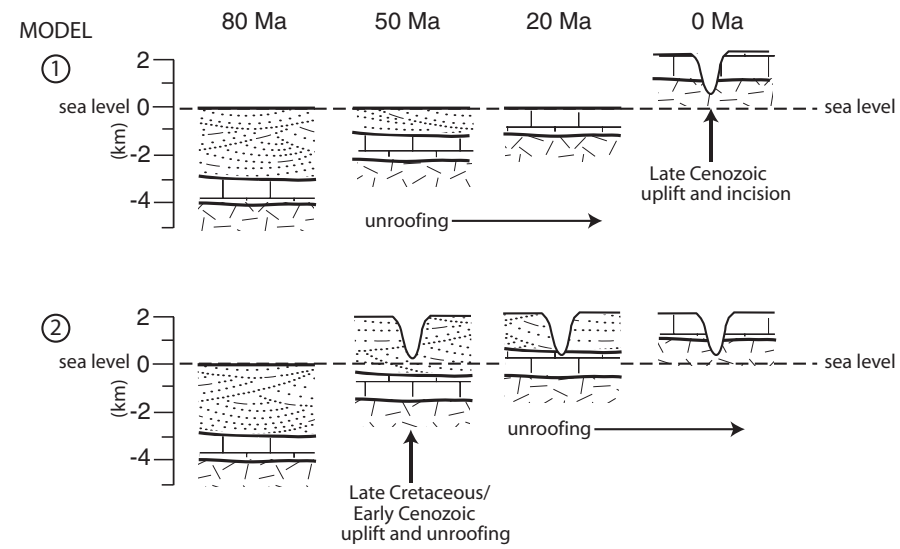 MODEL
80 Ma
50 Ma
20 Ma
0 Ma
1
2
sea level
0
sea level
(km)
-2
-4
Late Cenozoic
uplift and incision
unroofing
2
2
sea level
0
sea level
(km)
-2
-4
unroofing
Late Cretaceous/
Early Cenozoic
uplift and unroofing